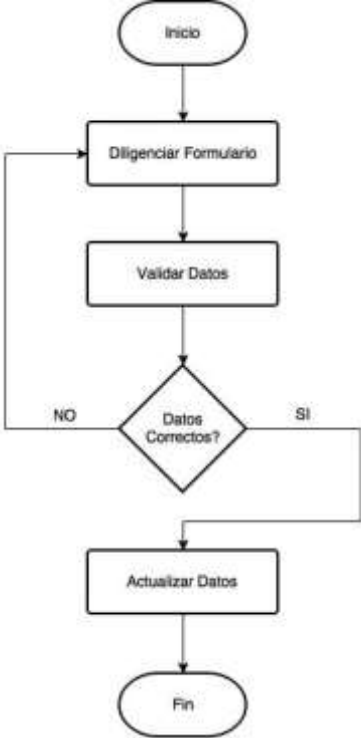 Inicio
Diligenciar Formulario
Validar Datos
NO
Datos
Correctos?
SI
Actualizar Datos
Fin